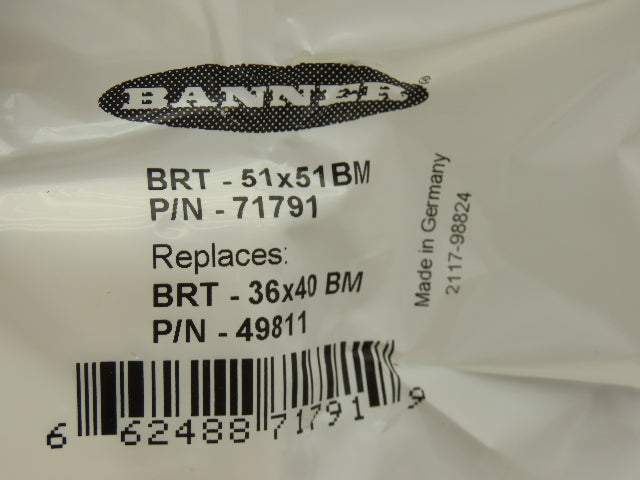 BANNER®
BRT - 51x51BM
P/N - 71791
Replaces:
BRT - 36x40 BM
P/N - 49811
6 62488 71791 9
Made in Germany
2117-98824